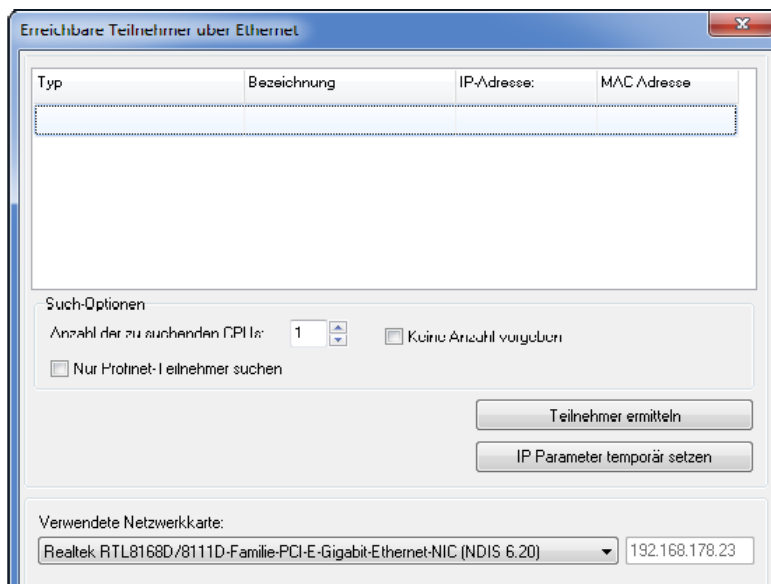 Erreichbare Teilnehmer über Ethernet
Typ Bezeichnung IP-Adresse: MAC Adresse
Such-Optionen
Anzahl der zu suchenden CPUs: 1 Keine Anzahl vorgeben
Nur Profinet-Teilnehmer suchen
Teilnehmer ermitteln
IP Parameter temporär setzen
Verwendete Netzwerkkarte:
Realtek RTL8168D/8111D-Familie-PCI-E-Gigabit-Ethernet-NIC (NDIS 6.20) 192.168.178.23